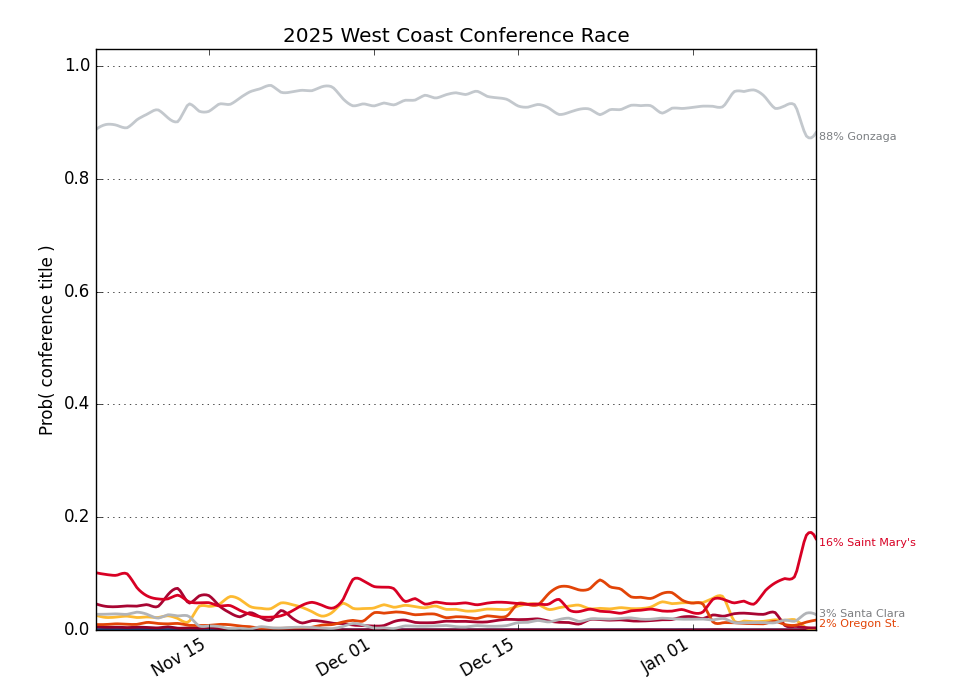 2025 West Coast Conference Race
Prob( conference title )
1.0
0.8
0.6
0.4
0.2
0.0
88% Gonzaga
16% Saint Mary's
3% Santa Clara
2% Oregon St.
Nov 15
Dec 01
Dec 15
Jan 01